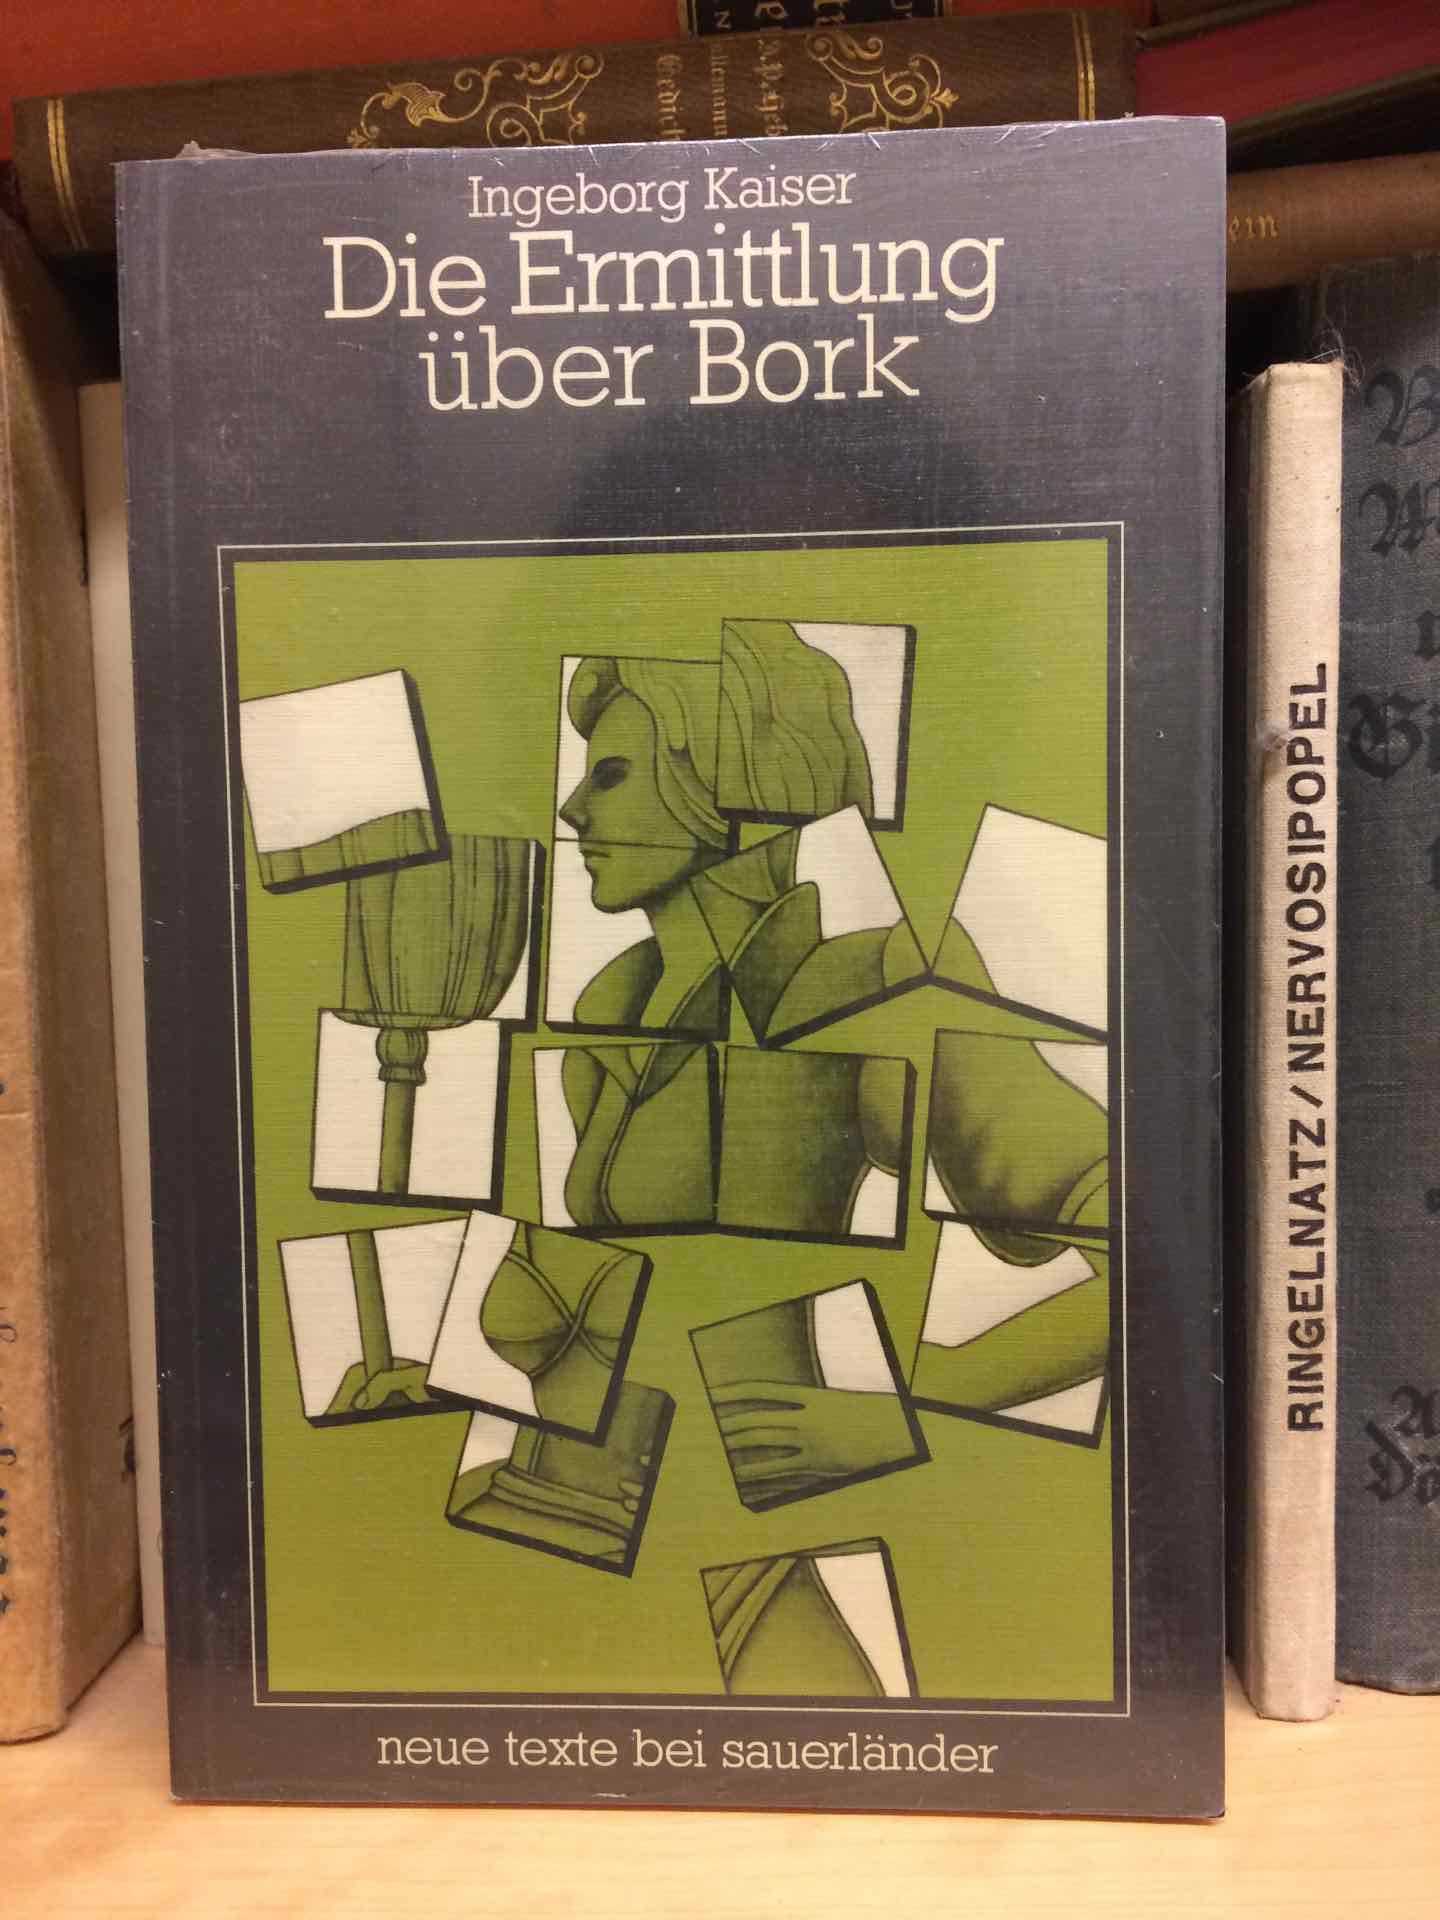 Ingeborg Kaiser
Die Ermittlung
über Bork
neue texte bei sauerländer
RINGELNATZ / NERVOSIPOPEL